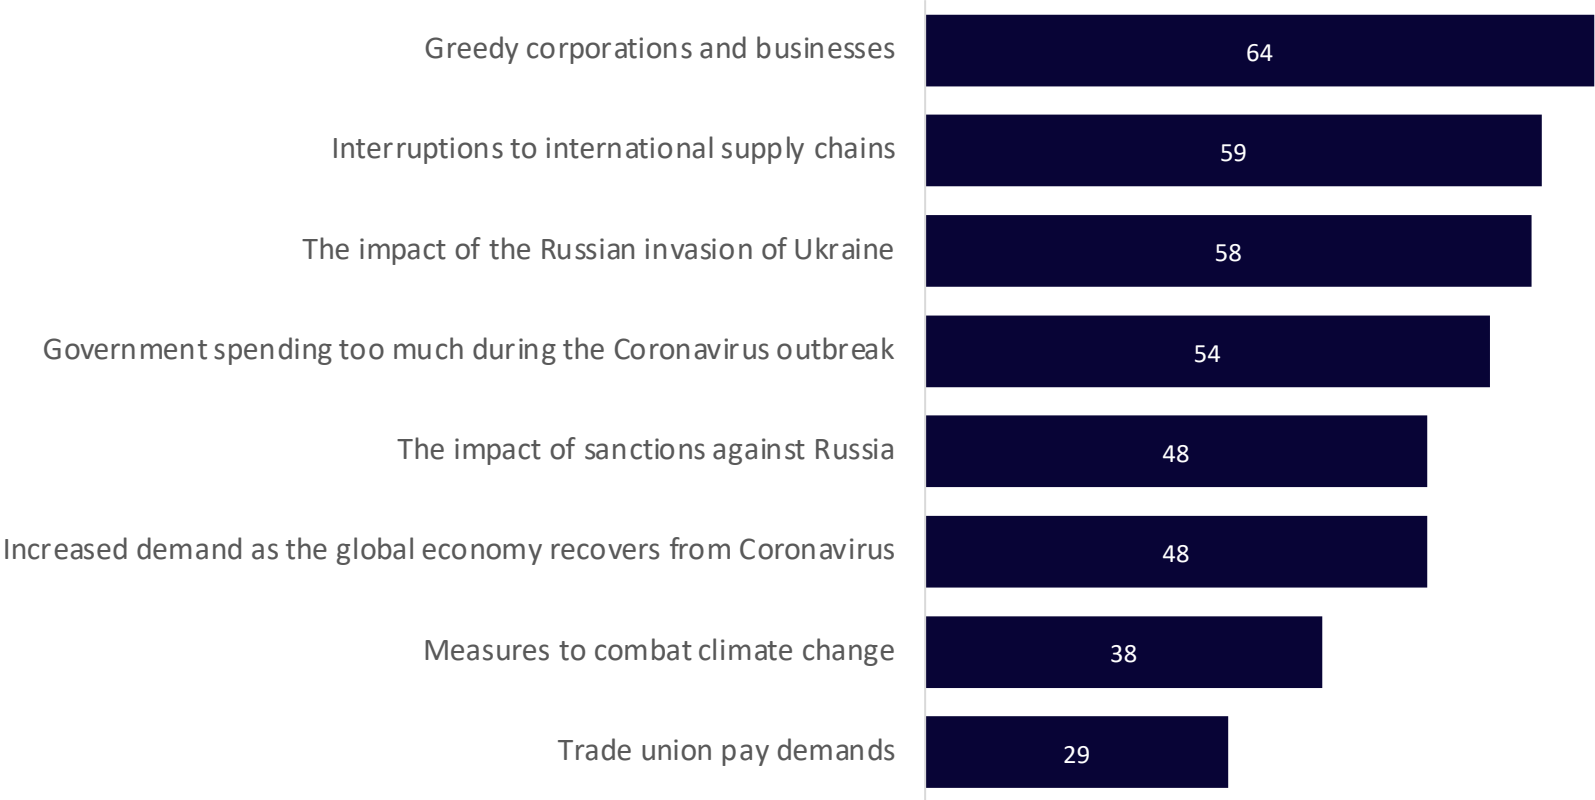 Greedy corporations and businesses 64
Interruptions to international supply chains 59
The impact of the Russian invasion of Ukraine 58
Government spending too much during the Coronavirus outbreak 54
The impact of sanctions against Russia 48
Increased demand as the global economy recovers from Coronavirus 48
Measures to combat climate change 38
Trade union pay demands 29